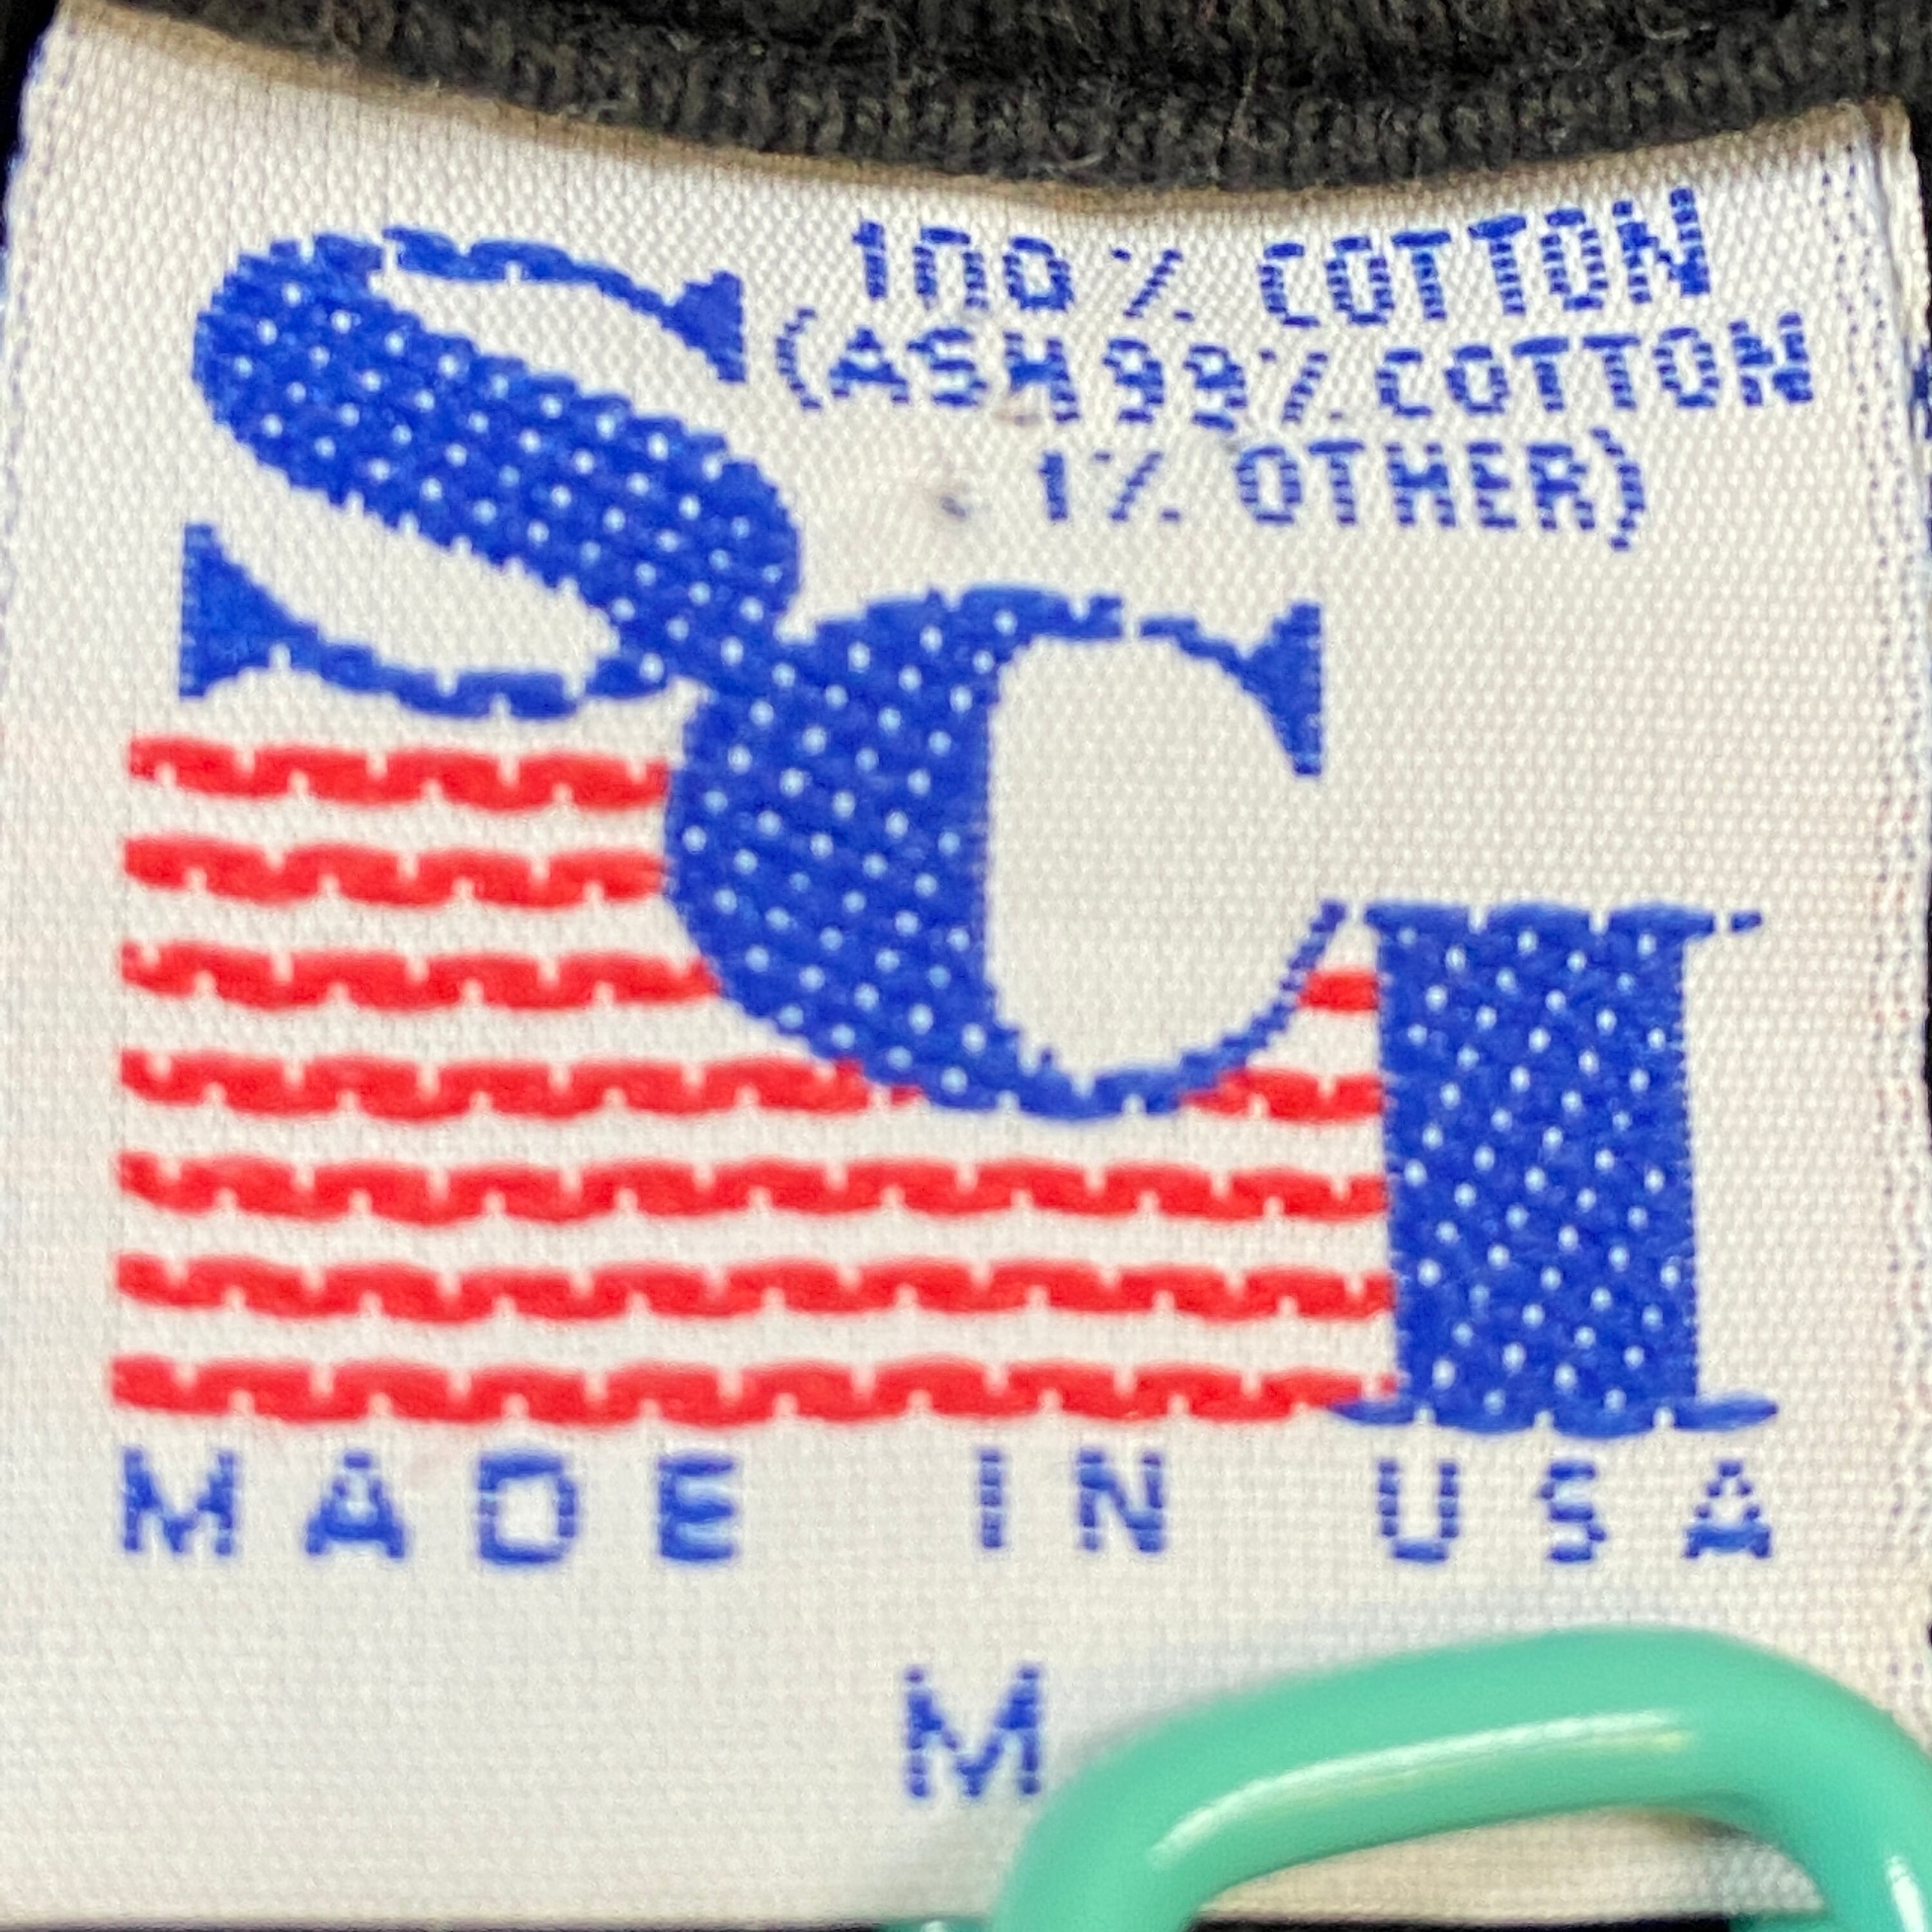 100% COTTON
(ASH 99% COTTON
1% OTHER)
SCI
MADE IN USA
M